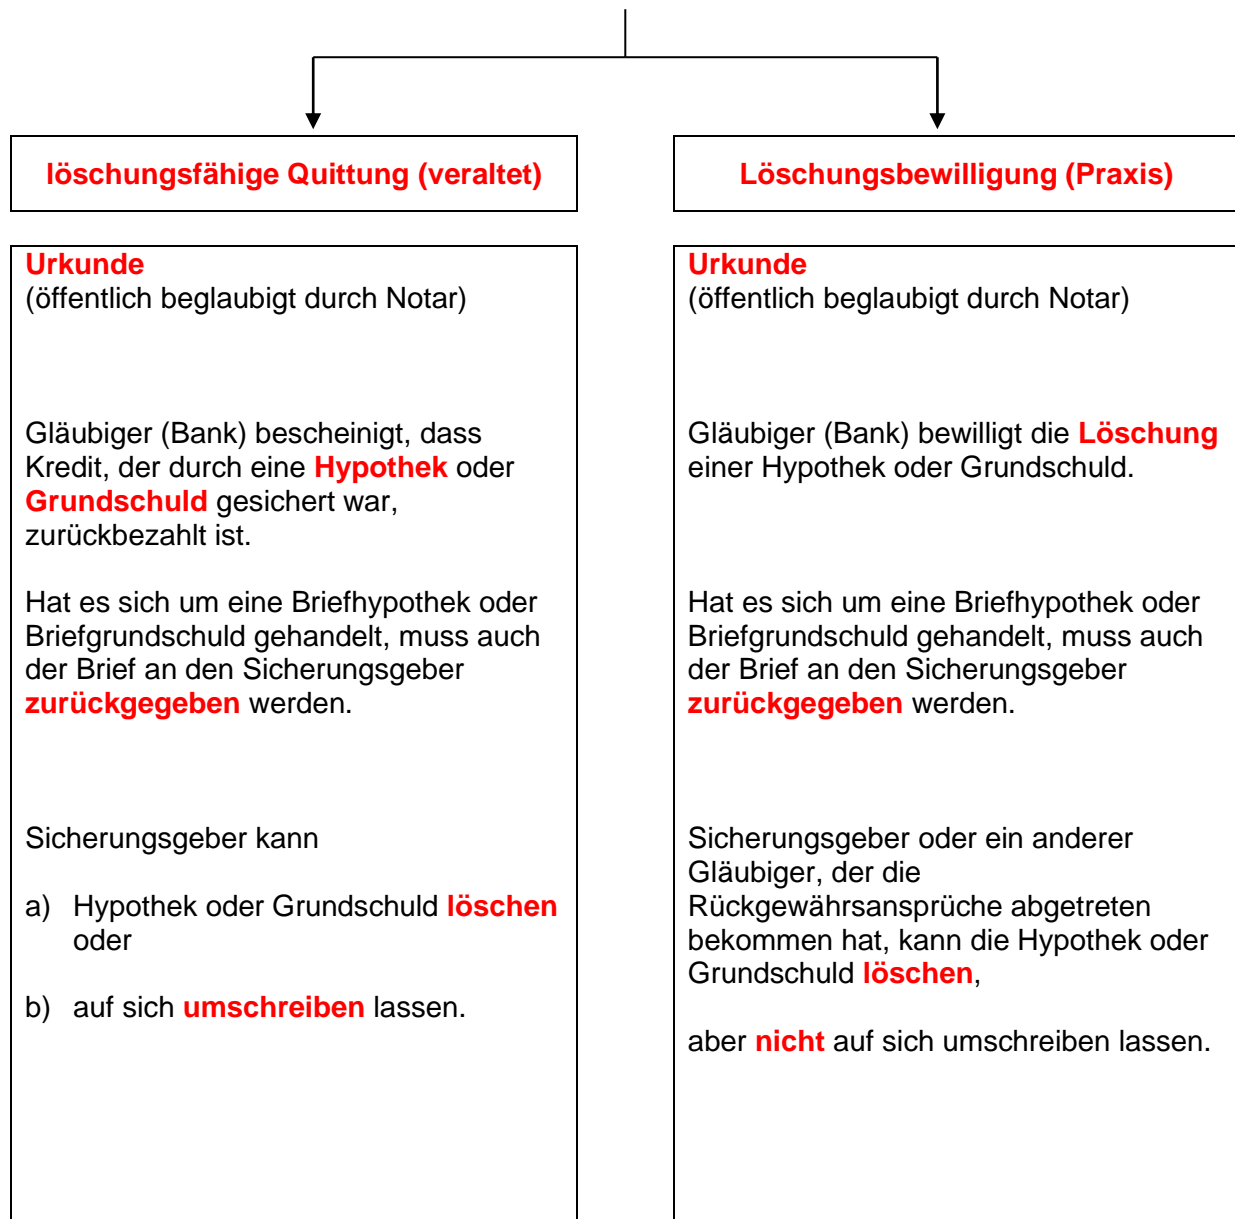 löschungsfähige Quittung (veraltet)
Urkunde
(öffentlich beglaubigt durch Notar)
Gläubiger (Bank) bescheinigt, dass
Kredit, der durch eine Hypothek oder
Grundschuld gesichert war,
zurückbezahlt ist.
Hat es sich um eine Briefhypothek oder
Briefgrundschuld gehandelt, muss auch
der Brief an den Sicherungsgeber
zurückgegeben werden.
Sicherungsgeber kann
a) Hypothek oder Grundschuld löschen
oder
b) auf sich umschreiben lassen.
Löschungsbewilligung (Praxis)
Urkunde
(öffentlich beglaubigt durch Notar)
Gläubiger (Bank) bewilligt die Löschung
einer Hypothek oder Grundschuld.
Hat es sich um eine Briefhypothek oder
Briefgrundschuld gehandelt, muss auch
der Brief an den Sicherungsgeber
zurückgegeben werden.
Sicherungsgeber oder ein anderer
Gläubiger, der die
Rückgewährsansprüche abgetreten
bekommen hat, kann die Hypothek oder
Grundschuld löschen,
aber nicht auf sich umschreiben lassen.